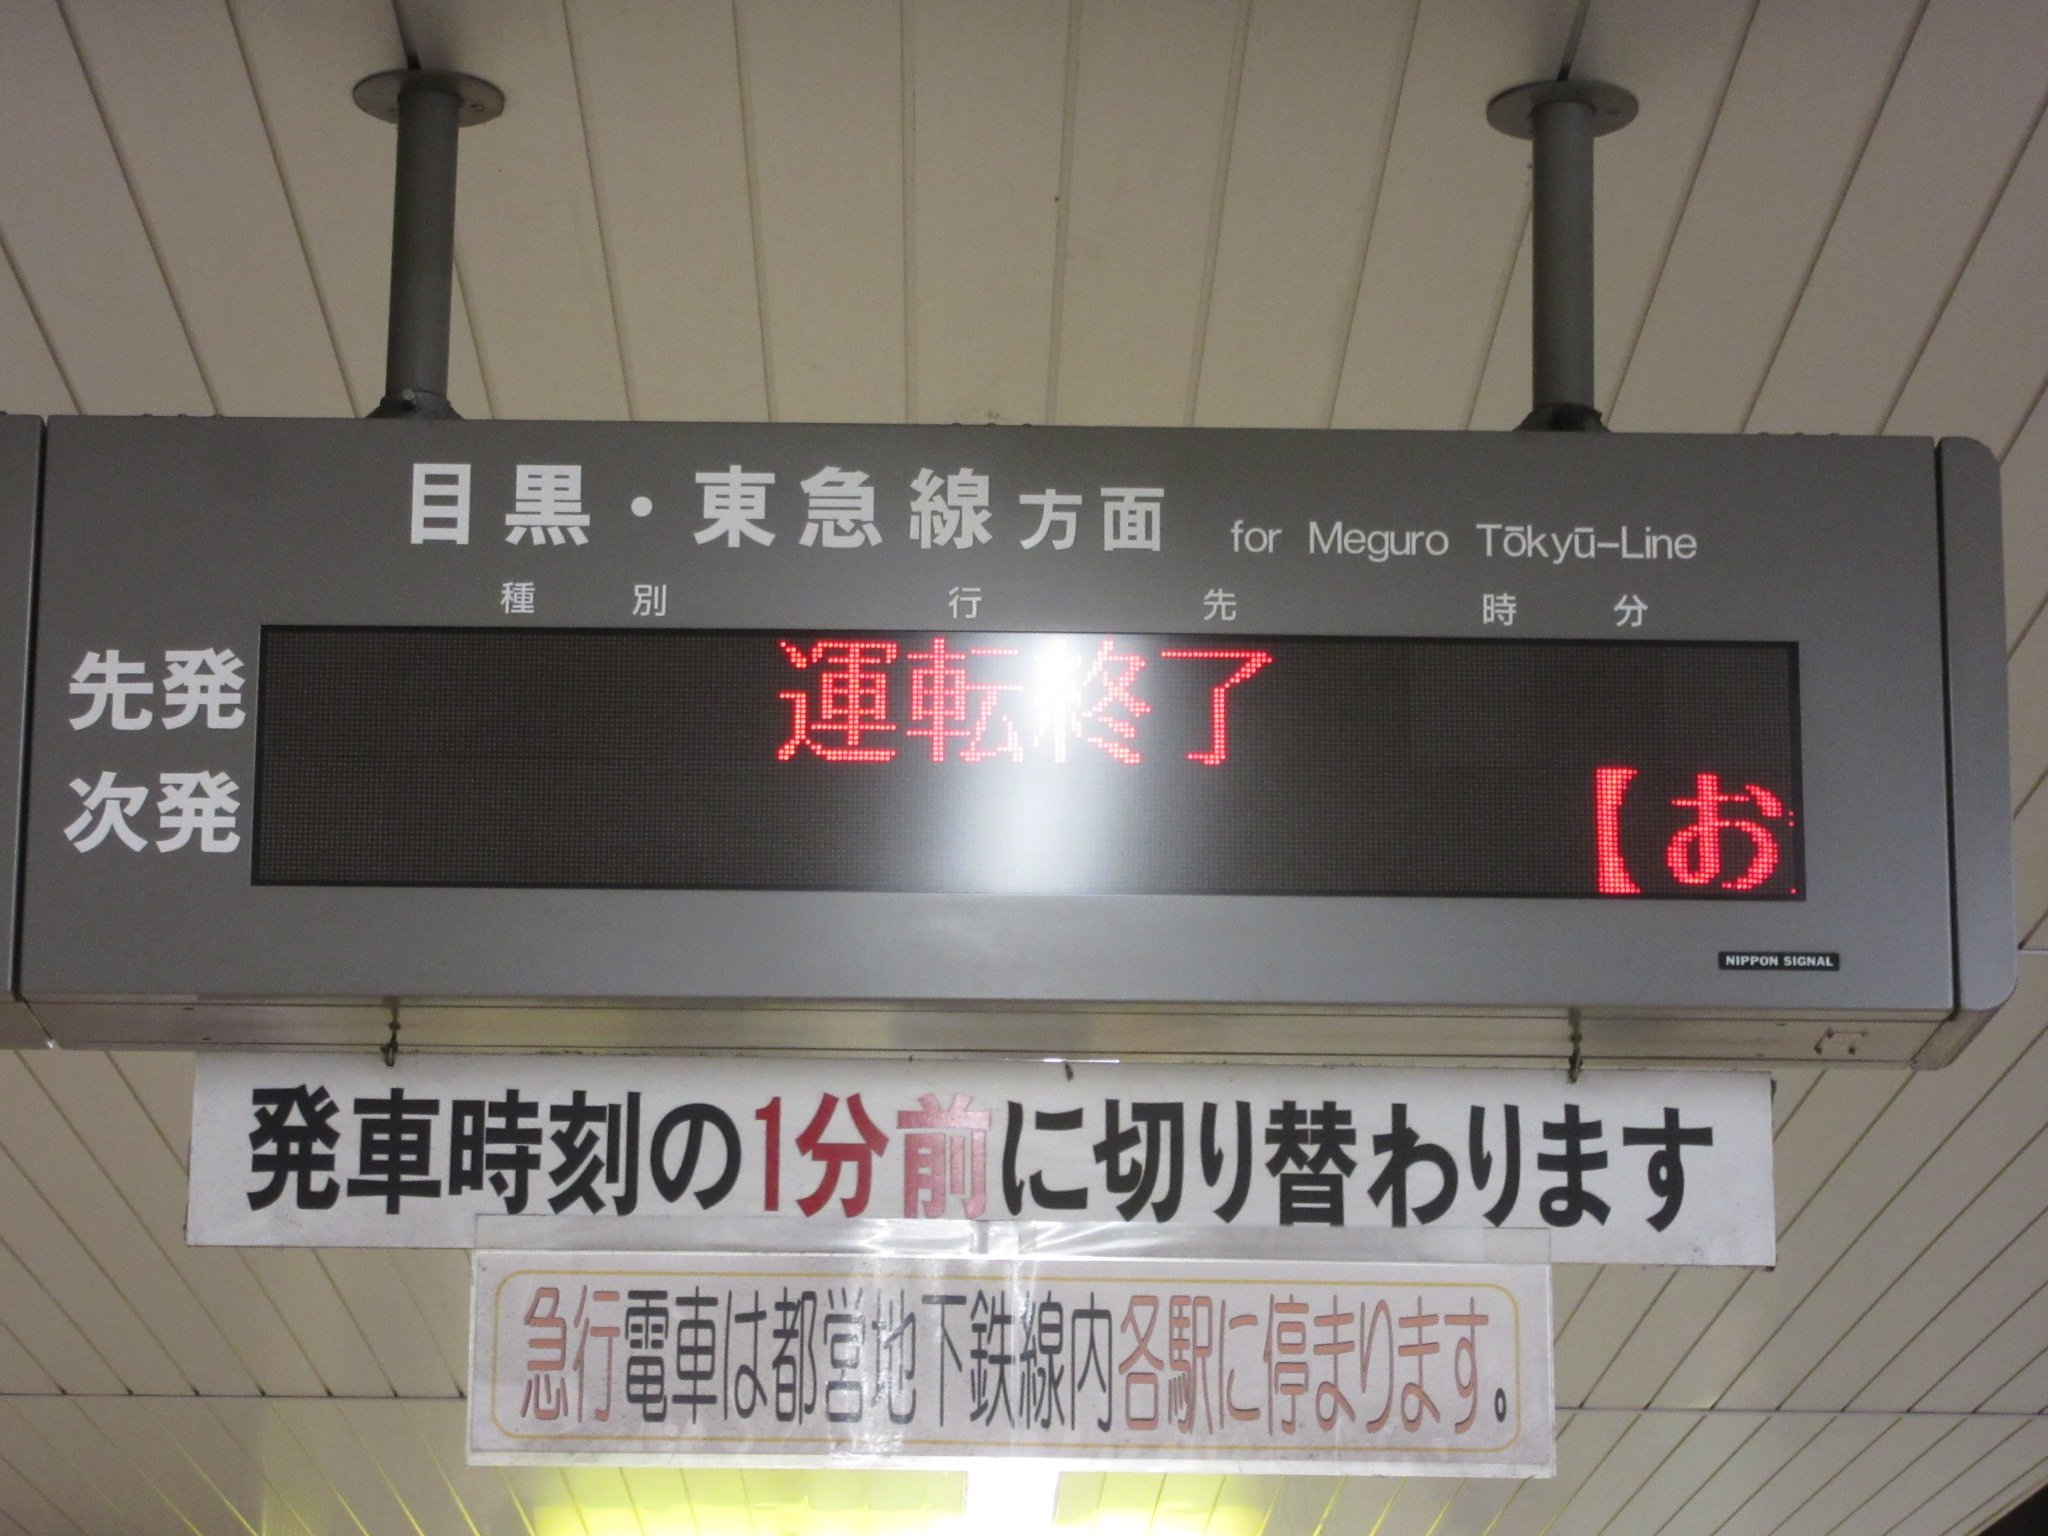 目黒・東急線方面 for Meguro Tōkyū-Line
種別 行先 時分
先発 運転終了
次発 【お
NIPPON SIGNAL
発車時刻の1分前に切り替わります
急行電車は都営地下鉄線内各駅に停まります。